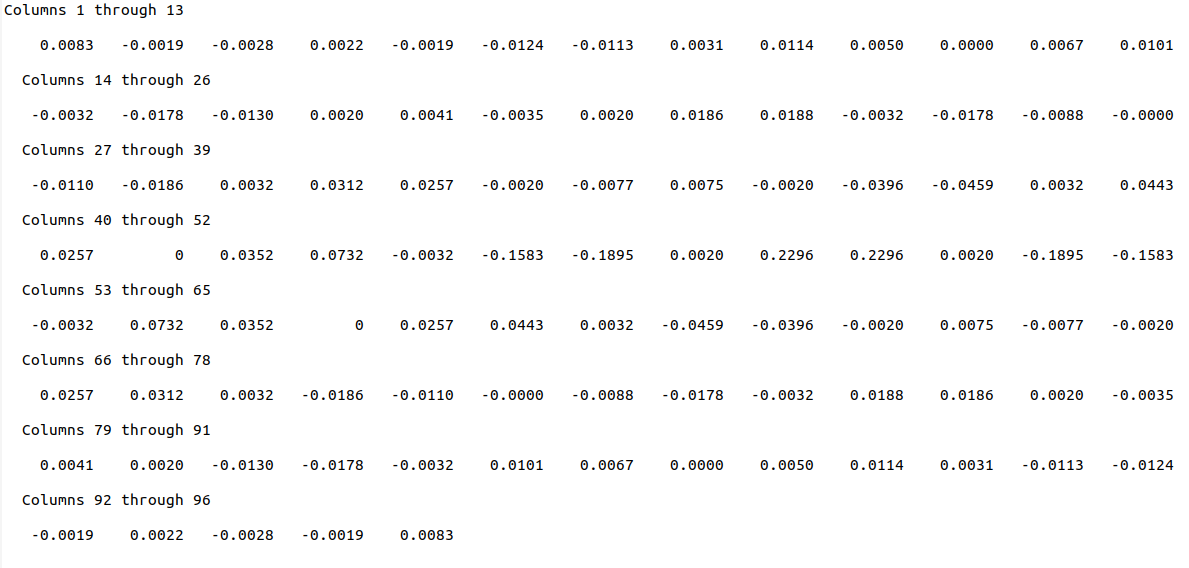 Columns 1 through 13
0.0083 -0.0019 -0.0028 0.0022 -0.0019 -0.0124 -0.0113 0.0031 0.0114 0.0050 0.0000 0.0067 0.0101
Columns 14 through 26
-0.0032 -0.0178 -0.0130 0.0020 0.0041 -0.0035 0.0020 0.0186 0.0188 -0.0032 -0.0178 -0.0088 -0.0000
Columns 27 through 39
-0.0110 -0.0186 0.0032 0.0312 0.0257 -0.0020 -0.0077 0.0075 -0.0020 -0.0396 -0.0459 0.0032 0.0443
Columns 40 through 52
0.0257 0 0.0352 0.0732 -0.0032 -0.1583 -0.1895 0.0020 0.2296 0.2296 0.0020 -0.1895 -0.1583
Columns 53 through 65
-0.0032 0.0732 0.0352 0 0.0257 0.0443 0.0032 -0.0459 -0.0396 -0.0020 0.0075 -0.0077 -0.0020
Columns 66 through 78
0.0257 0.0312 0.0032 -0.0186 -0.0110 -0.0000 -0.0088 -0.0178 -0.0032 0.0188 0.0186 0.0020 -0.0035
Columns 79 through 91
0.0041 0.0020 -0.0130 -0.0178 -0.0032 0.0101 0.0067 0.0000 0.0050 0.0114 0.0031 -0.0113 -0.0124
Columns 92 through 96
-0.0019 0.0022 -0.0028 -0.0019 0.0083